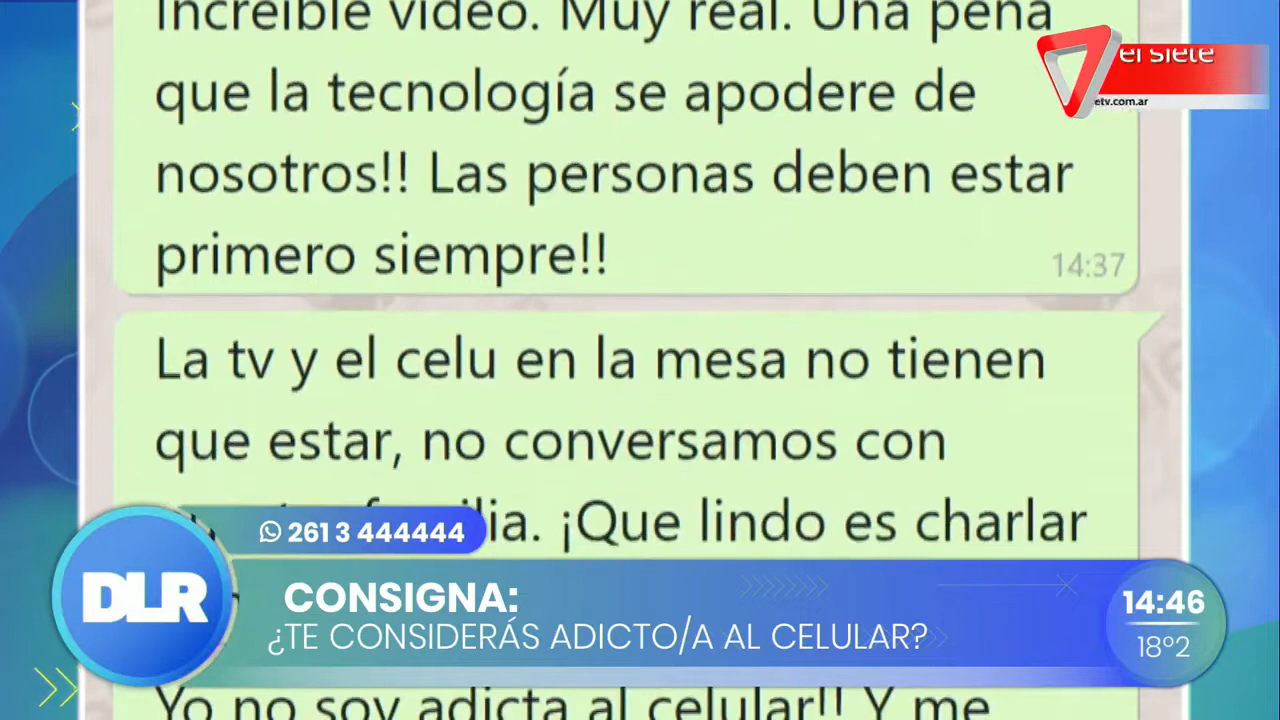 Increíble video. Muy real. Una pena
que la tecnología se apodere de
nosotros!! Las personas deben estar
primero siempre!!
14:37
La tv y el celu en la mesa no tienen
que estar, no conversamos con
¡Que lindo es charlar
Yo no soy adicta al celular!! Y me
el siete
etv.com.ar
261 3 444444
DLR
CONSIGNA:
¿TE CONSIDERÁS ADICTO/A AL CELULAR?
14:46
18º2